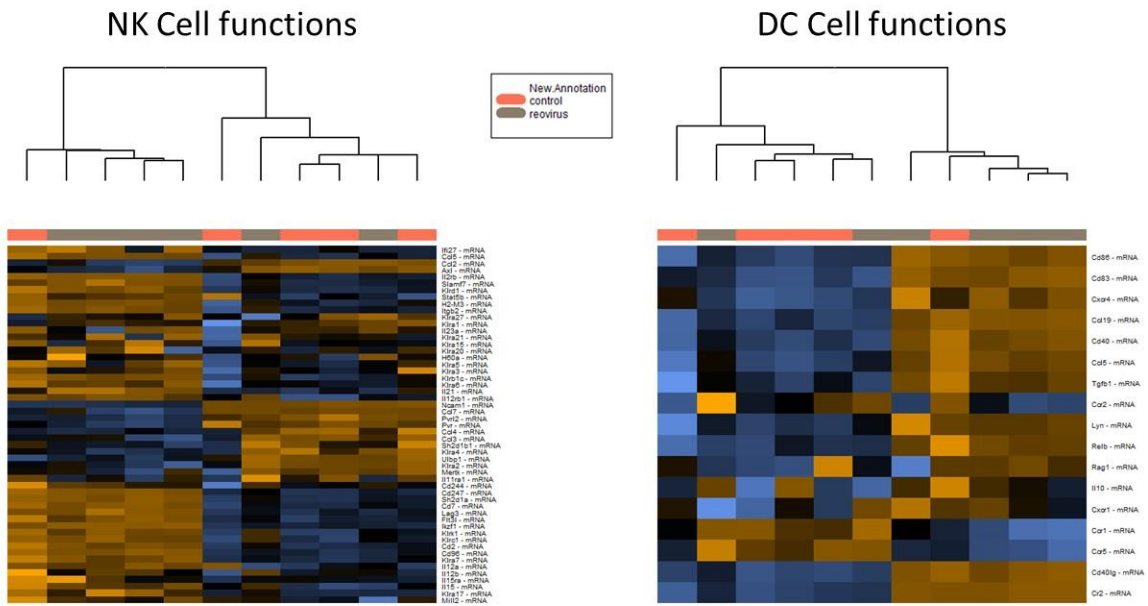 NK Cell functions
DC Cell functions
New.Annotation
control
reovirus
Ifi27 - mRNA
Ccl5 - mRNA
Ccl2 - mRNA
Axl - mRNA
Il2rb - mRNA
Slamf7 - mRNA
Klrd1 - mRNA
Stat5b - mRNA
H2-M3 - mRNA
Itgb2 - mRNA
Klra27 - mRNA
Klra1 - mRNA
Il23a - mRNA
Klra21 - mRNA
Klra15 - mRNA
Klra20 - mRNA
H60a - mRNA
Klra5 - mRNA
Klra3 - mRNA
Klrb1c - mRNA
Klra6 - mRNA
Il21 - mRNA
Il12rb1 - mRNA
Ncam1 - mRNA
Ccl7 - mRNA
Pvrl2 - mRNA
Pvr - mRNA
Ccl4 - mRNA
Ccl3 - mRNA
Sh2d1b1 - mRNA
Klra4 - mRNA
Ulbp1 - mRNA
Klra2 - mRNA
Mertk - mRNA
Il11ra1 - mRNA
Cd244 - mRNA
Cd247 - mRNA
Sh2d1a - mRNA
Cd7 - mRNA
Lag3 - mRNA
Flt3l - mRNA
Ikzf1 - mRNA
Klrk1 - mRNA
Klrc1 - mRNA
Cd2 - mRNA
Cd96 - mRNA
Klra7 - mRNA
Il12a - mRNA
Il12b - mRNA
Il15ra - mRNA
Il15 - mRNA
Klra17 - mRNA
Mill2 - mRNA
Cd86 - mRNA
Cd83 - mRNA
Cxcr4 - mRNA
Ccl19 - mRNA
Cd40 - mRNA
Ccl5 - mRNA
Tgfb1 - mRNA
Ccr2 - mRNA
Lyn - mRNA
Relb - mRNA
Rag1 - mRNA
Il10 - mRNA
Cxcr1 - mRNA
Ccr1 - mRNA
Ccr5 - mRNA
Cd40lg - mRNA
Cr2 - mRNA